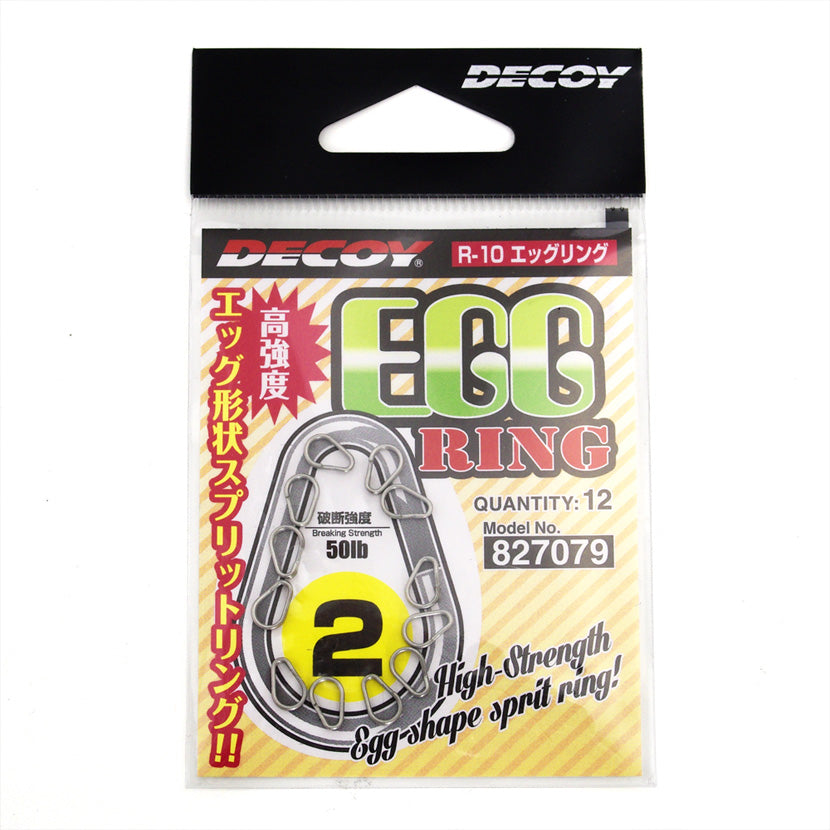 DECOY
DECOY®
R-10 エッグリング
高強度
エッグ形状スプリットリング!!
EGG
RING
QUANTITY: 12
Model No.
827079
破断強度
Breaking Strength
50lb
2
High-Strength
Egg-shape sprit ring!